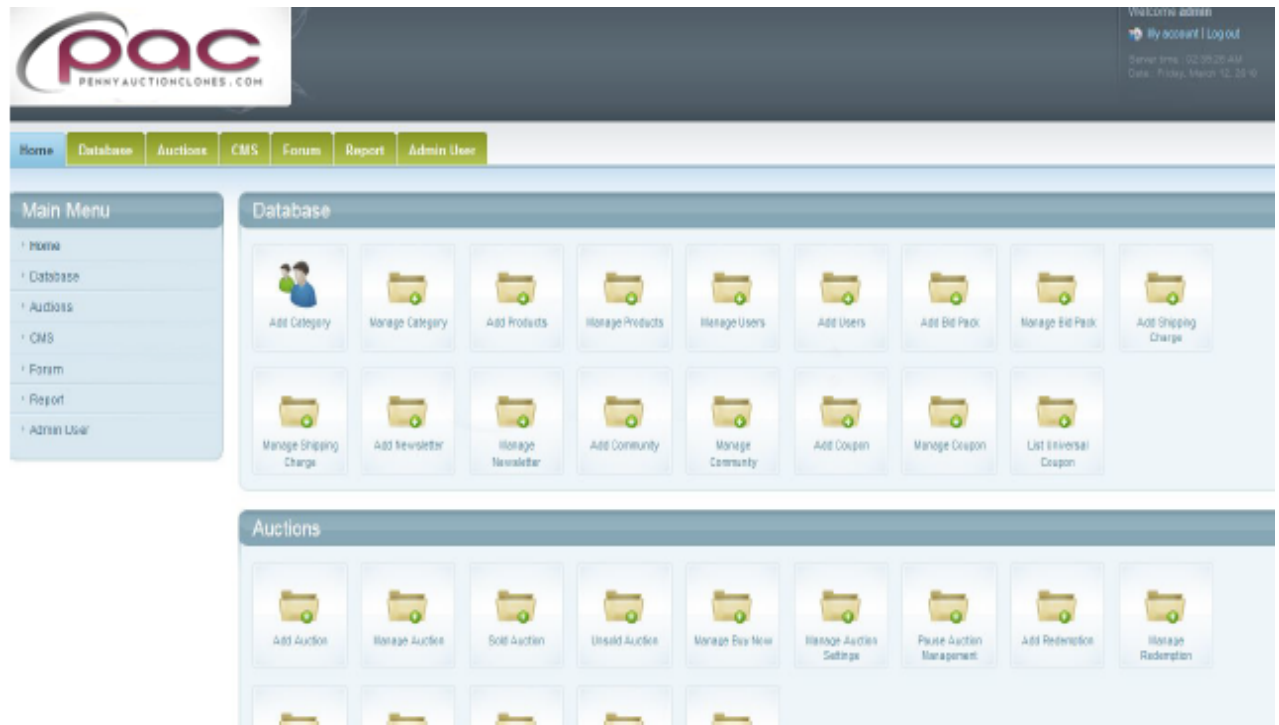 pac
PENNYAUCTIONCLONES.COM
Welcome admin
My account | Log out
Home Database Auctions CMS Forum Report Admin User
Main Menu
Home
Database
Auctions
CMS
Forum
Report
Admin User
Database
Add Category Manage Category Add Products Manage Products Manage Users Add Users Add Bid Pack Manage Bid Pack Add Shipping
Charge
Manage Shipping Add Newsletter Manage Add Community Manage Add Coupon Manage Coupon List Universal
Charge Newsletter Community Coupon
Auctions
Add Auction Manage Auction Sold Auction Unsold Auction Manage Buy Now Manage Auction Pause Auction Add Redemption Manage
Settings Management Redemption